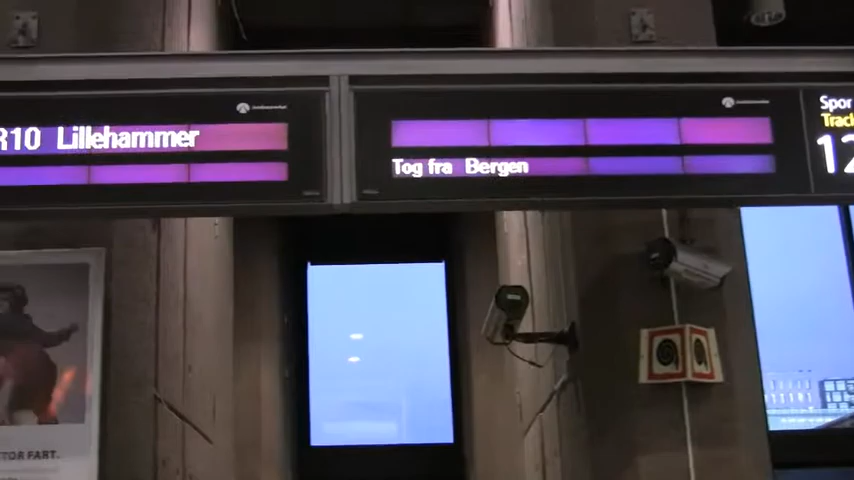 R10 Lillehammer
Tog fra Bergen
Spor
Track
12
TOR FART.